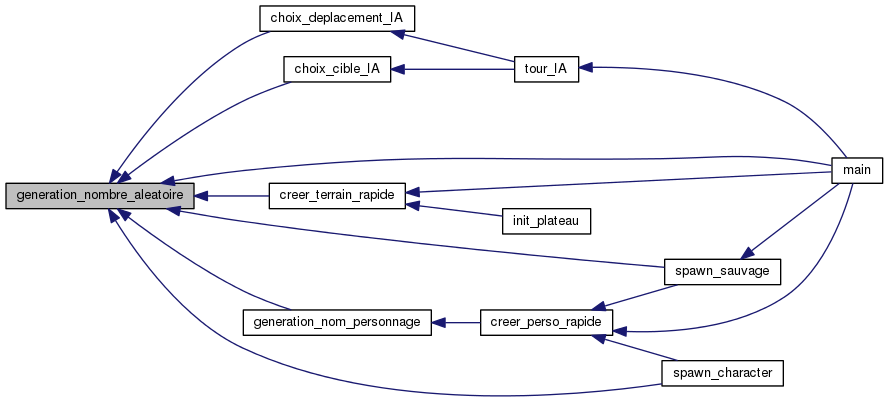 choix_deplacement_IA
choix_cible_IA
tour_IA
main
generation_nombre_aleatoire
creer_terrain_rapide
init_plateau
spawn_sauvage
generation_nom_personnage
creer_perso_rapide
spawn_character